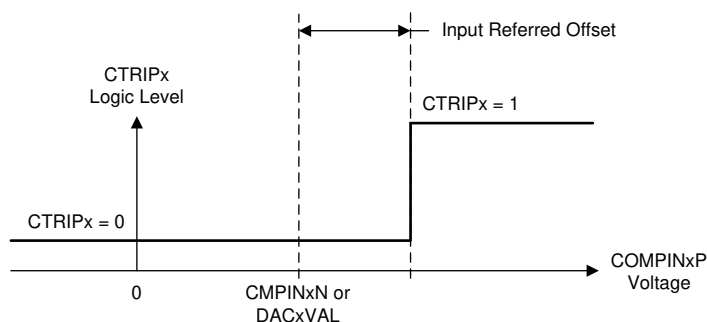 Input Referred Offset
CTRIPx
Logic Level
CTRIPx = 1
CTRIPx = 0
COMPINxP
Voltage
0
CMPINxN or
DACxVAL